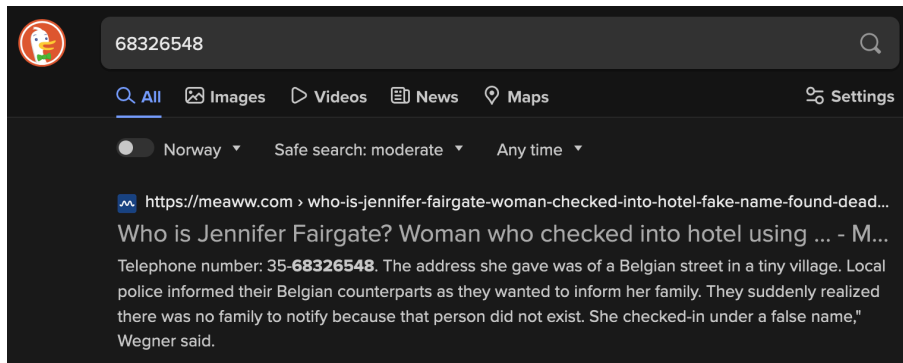 68326548
All Images Videos News Maps Settings
Norway Safe search: moderate Any time
https://meaww.com › who-is-jennifer-fairgate-woman-checked-into-hotel-fake-name-found-dead...
Who is Jennifer Fairgate? Woman who checked into hotel using ... - M...
Telephone number: 35-68326548. The address she gave was of a Belgian street in a tiny village. Local
police informed their Belgian counterparts as they wanted to inform her family. They suddenly realized
there was no family to notify because that person did not exist. She checked-in under a false name,"
Wegner said.